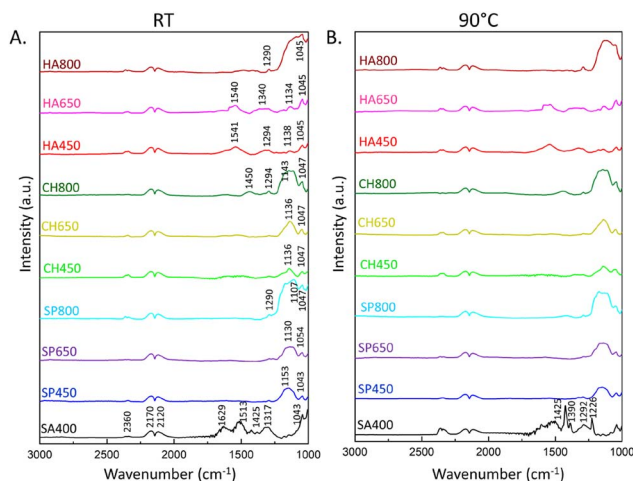 RT
90°C
A.
B.
HA800
1290
1045
HA650
1540
1340
1134
1045
HA450
1541
1294
1138
1045
CH800
1450
1294
1143
1047
CH650
1136
1047
CH450
1136
1047
SP800
1290
1107
1047
SP650
1130
1054
SP450
1153
1043
SA400
2360
2170
2120
1629
1513
1425
1317
1043
3000
2500
2000
1500
1000
Wavenumber (cm⁻¹)
Intensity (a.u.)
HA800
HA650
HA450
CH800
CH650
CH450
SP800
SP650
SP450
SA400
1425
1390
1292
1226
3000
2500
2000
1500
1000
Wavenumber (cm⁻¹)
Intensity (a.u.)